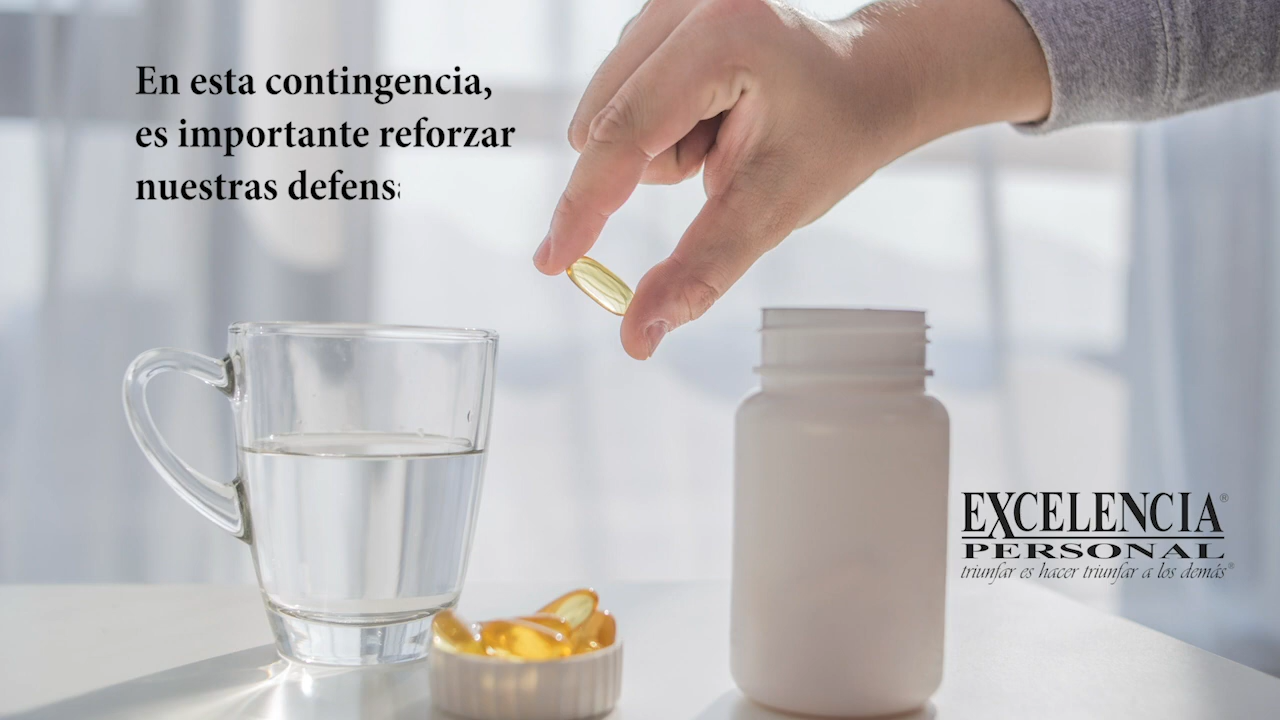 En esta contingencia,
es importante reforzar
nuestras
EXCELENCIA®
PERSONAL
triunfar es hacer triunfar a los demás®